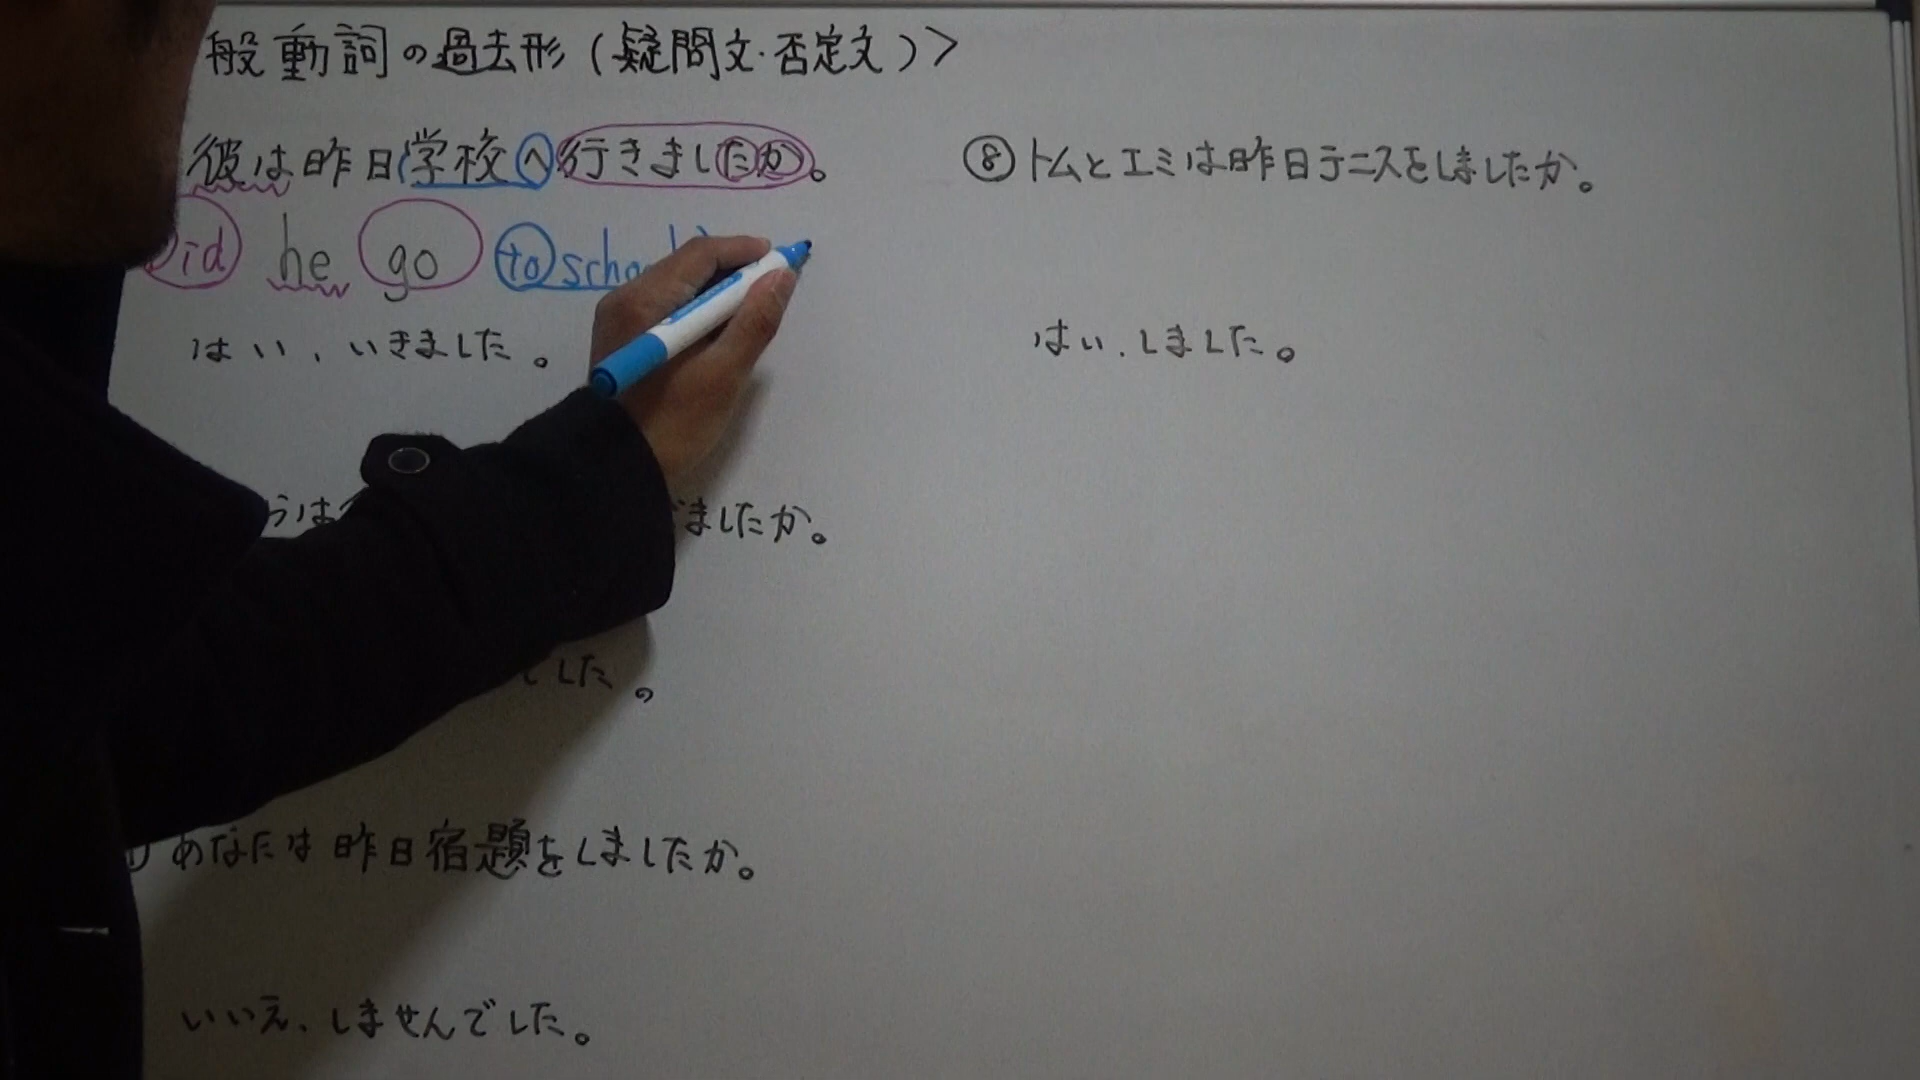 般動詞の過去形(疑問文・否定文)>
彼は昨日学校へ行きましたか。
id he go to schoo
はい、いきました。
うは
ましたか。
した。
あなたは昨日宿題をしましたか。
いいえ、しませんでした。
⑧トムとエミは昨日テニスをしましたか。
はい、しました。